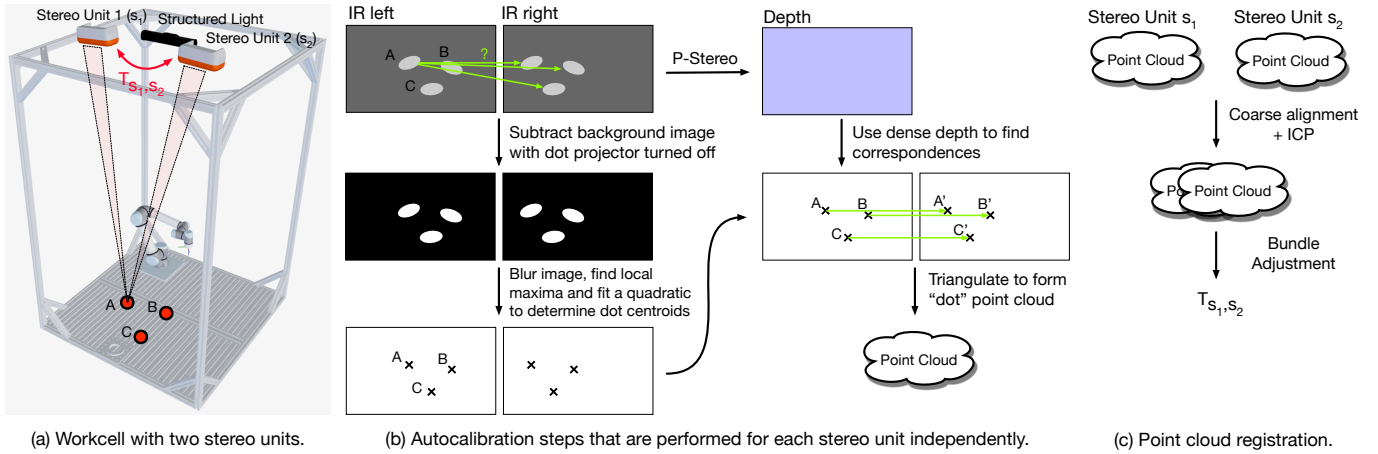 Stereo Unit 1 (s1)
Structured Light
Stereo Unit 2 (s2)
Ts1,s2
A
B
C
(a) Workcell with two stereo units.
IR left
IR right
A
B
?
C
P-Stereo
Depth
Subtract background image
with dot projector turned off
Use dense depth to find
correspondences
A
B
A'
B'
C
C'
Blur image, find local
maxima and fit a quadratic
to determine dot centroids
Triangulate to form
“dot” point cloud
A
B
C
Point Cloud
(b) Autocalibration steps that are performed for each stereo unit independently.
Stereo Unit s1
Stereo Unit s2
Point Cloud
Point Cloud
Coarse alignment
+ ICP
Po
Point Cloud
Bundle
Adjustment
Ts1,s2
(c) Point cloud registration.